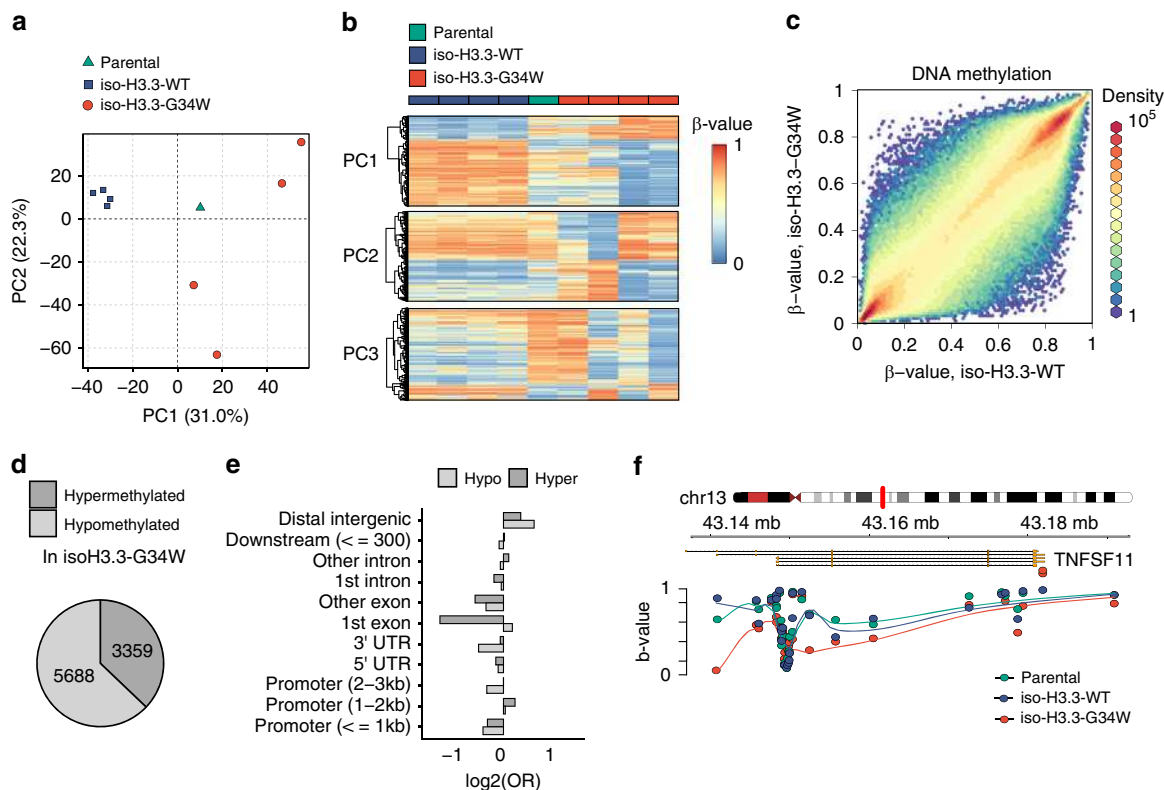 a
Parental
iso-H3.3-WT
iso-H3.3-G34W
20
0
−20
−40
−60
−40
−20
0
20
40
PC2 (22.3%)
PC1 (31.0%)
b
Parental
iso-H3.3-WT
iso-H3.3-G34W
PC1
PC2
PC3
β-value
1
0
c
DNA methylation
1
0.8
0.6
0.4
0.2
0
0
0.2
0.4
0.6
0.8
1
β−value, iso-H3.3–G34W
β−value, iso-H3.3-WT
Density
10⁵
1
d
Hypermethylated
Hypomethylated
In isoH3.3-G34W
3359
5688
e
Hypo
Hyper
Distal intergenic
Downstream (< = 300)
Other intron
1st intron
Other exon
1st exon
3' UTR
5' UTR
Promoter (2–3kb)
Promoter (1–2kb)
Promoter (< = 1kb)
−1
0
1
log2(OR)
f
chr13
43.14 mb
43.16 mb
43.18 mb
TNFSF11
1
0
b-value
Parental
iso-H3.3-WT
iso-H3.3-G34W